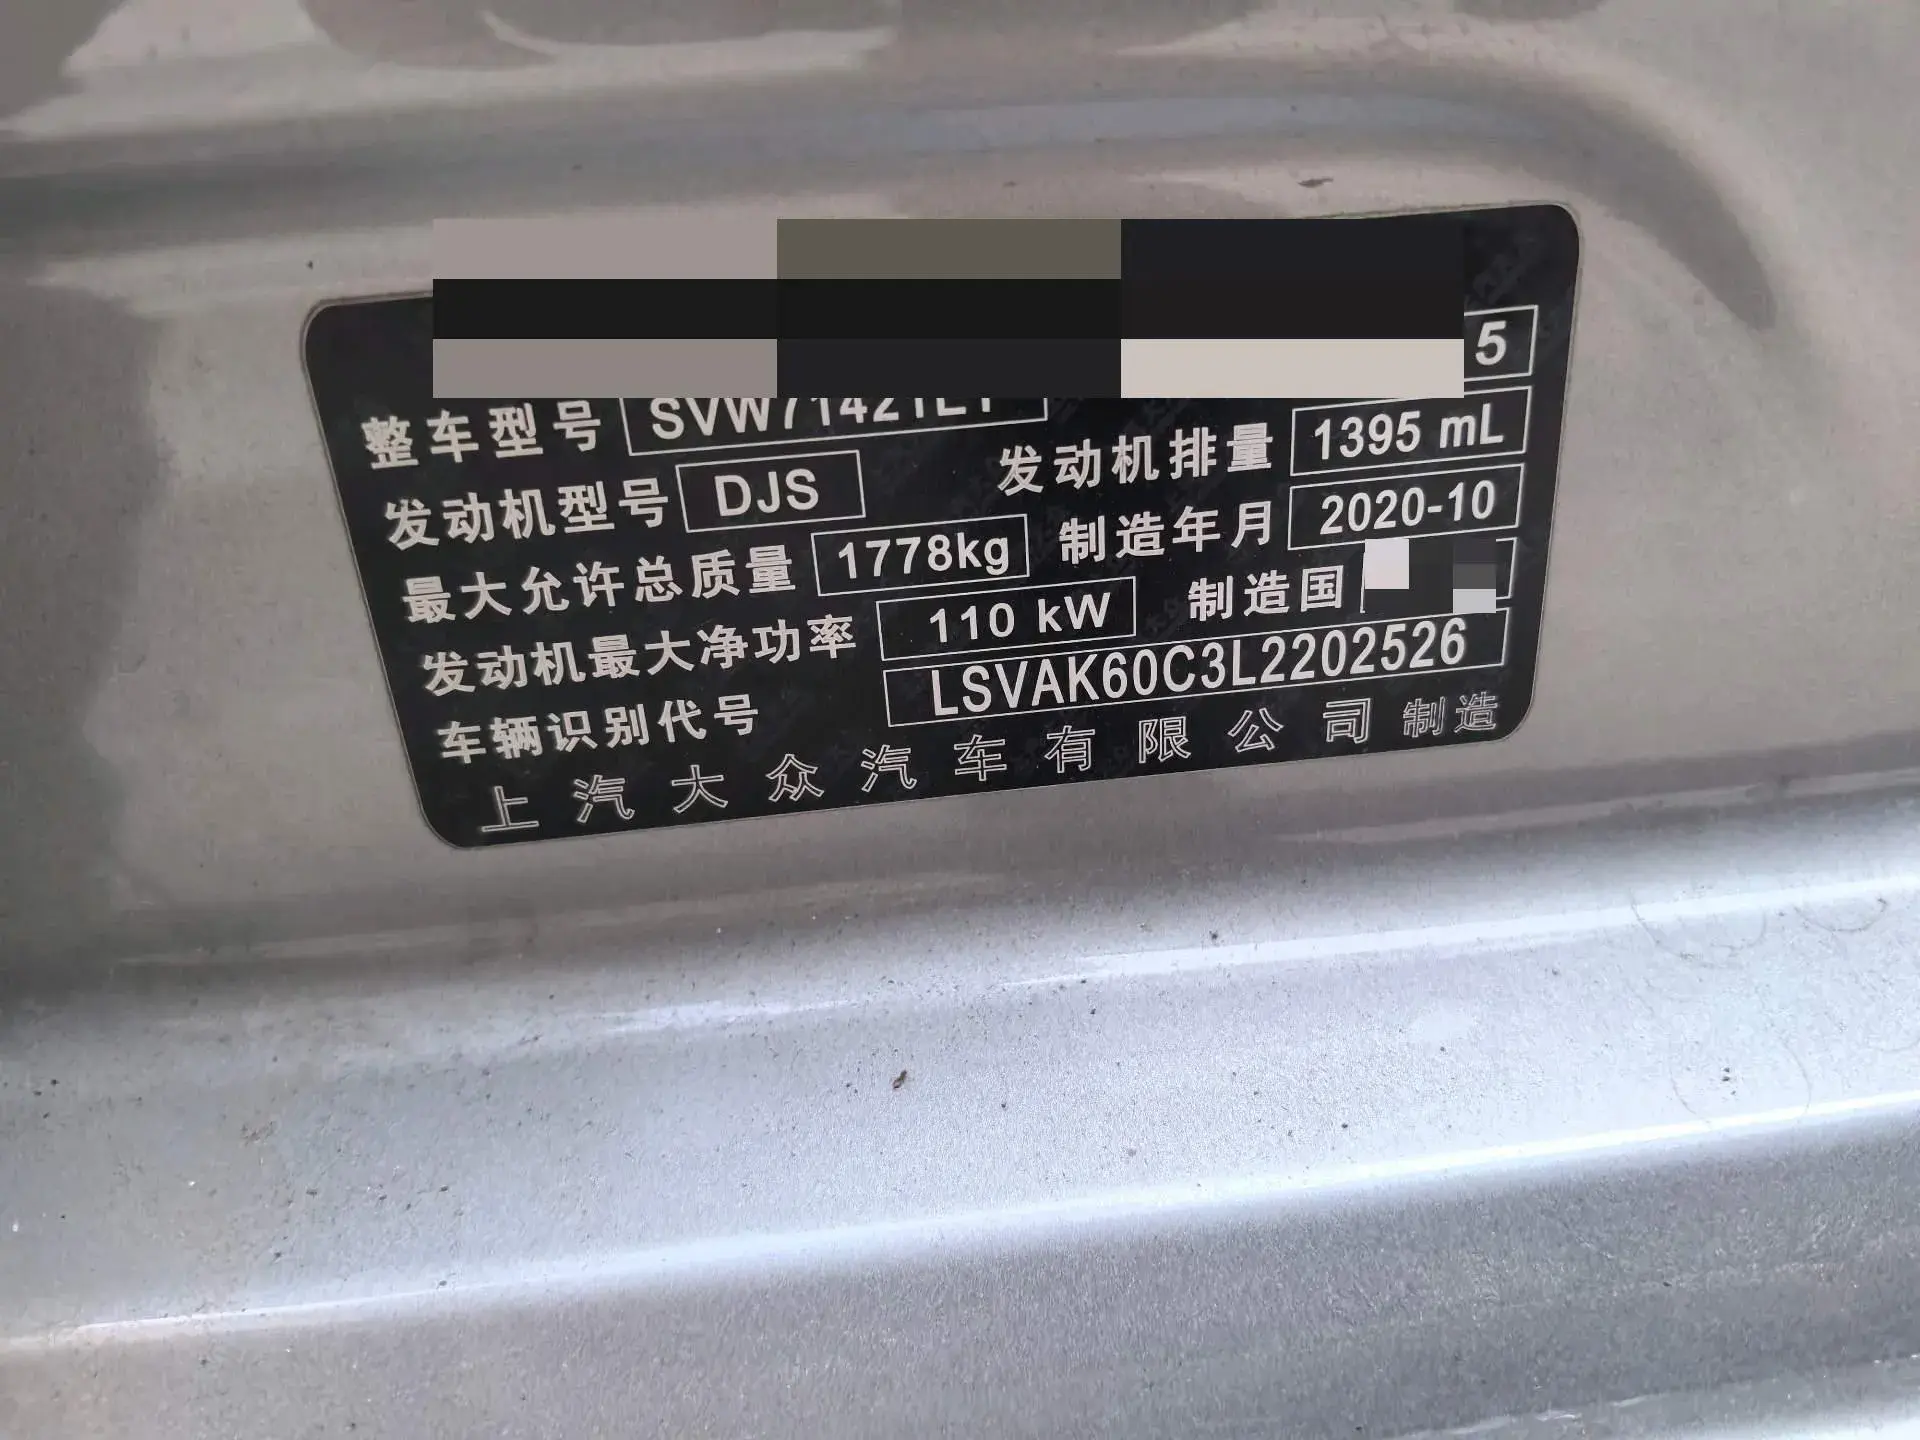 5
整车型号 SVW71421
发动机型号 DJS 发动机排量 1395 mL
最大允许总质量 1778kg 制造年月 2020-10
发动机最大净功率 110 kW 制造国
车辆识别代号 LSVAK60C3L2202526
上汽大众汽车有限公司制造